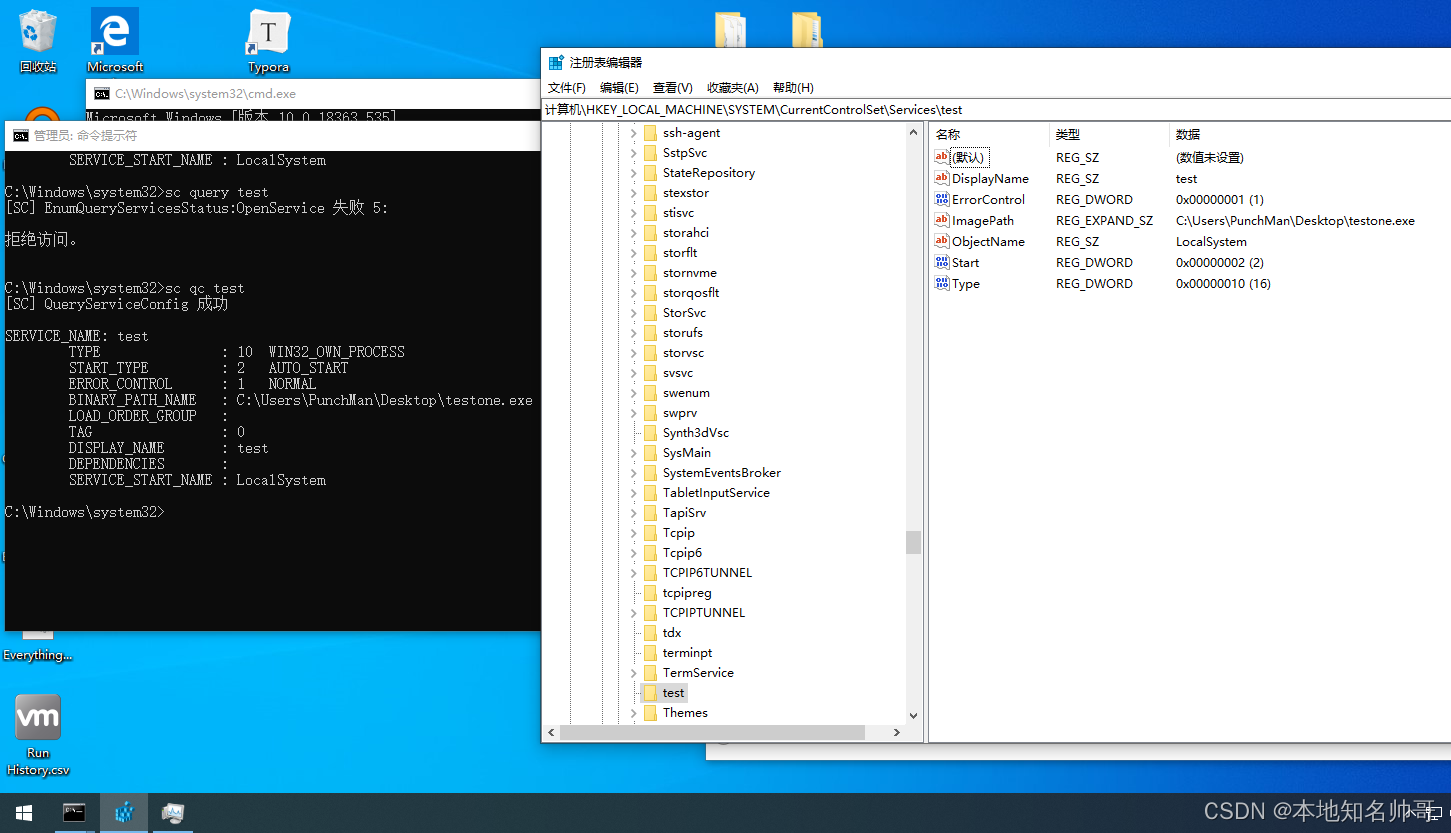 回收站
Microsoft
Typora
C:\Windows\system32\cmd.exe
Microsoft Windows [版本 10.0.18363.535]
管理员: 命令提示符
SERVICE_START_NAME : LocalSystem
C:\Windows\system32>sc query test
[SC] EnumQueryServicesStatus:OpenService 失败 5:
拒绝访问。
C:\Windows\system32>sc qc test
[SC] QueryServiceConfig 成功
SERVICE_NAME: test
TYPE : 10 WIN32_OWN_PROCESS
START_TYPE : 2 AUTO_START
ERROR_CONTROL : 1 NORMAL
BINARY_PATH_NAME : C:\Users\PunchMan\Desktop\testone.exe
LOAD_ORDER_GROUP :
TAG : 0
DISPLAY_NAME : test
DEPENDENCIES :
SERVICE_START_NAME : LocalSystem
C:\Windows\system32>
Everything...
vm
Run
History.csv
注册表编辑器
文件(F) 编辑(E) 查看(V) 收藏夹(A) 帮助(H)
计算机\HKEY_LOCAL_MACHINE\SYSTEM\CurrentControlSet\Services\test
ssh-agent
SstpSvc
StateRepository
stexstor
stisvc
storahci
storflt
stornvme
storqosflt
StorSvc
storufs
storvsc
svsvc
swenum
swprv
Synth3dVsc
SysMain
SystemEventsBroker
TabletInputService
TapiSrv
Tcpip
Tcpip6
TCPIP6TUNNEL
tcpipreg
TCPIPTUNNEL
tdx
terminpt
TermService
test
Themes
名称 类型 数据
(默认) REG_SZ (数值未设置)
DisplayName REG_SZ test
ErrorControl REG_DWORD 0x00000001 (1)
ImagePath REG_EXPAND_SZ C:\Users\PunchMan\Desktop\testone.exe
ObjectName REG_SZ LocalSystem
Start REG_DWORD 0x00000002 (2)
Type REG_DWORD 0x00000010 (16)
CSDN @本地知名帅哥